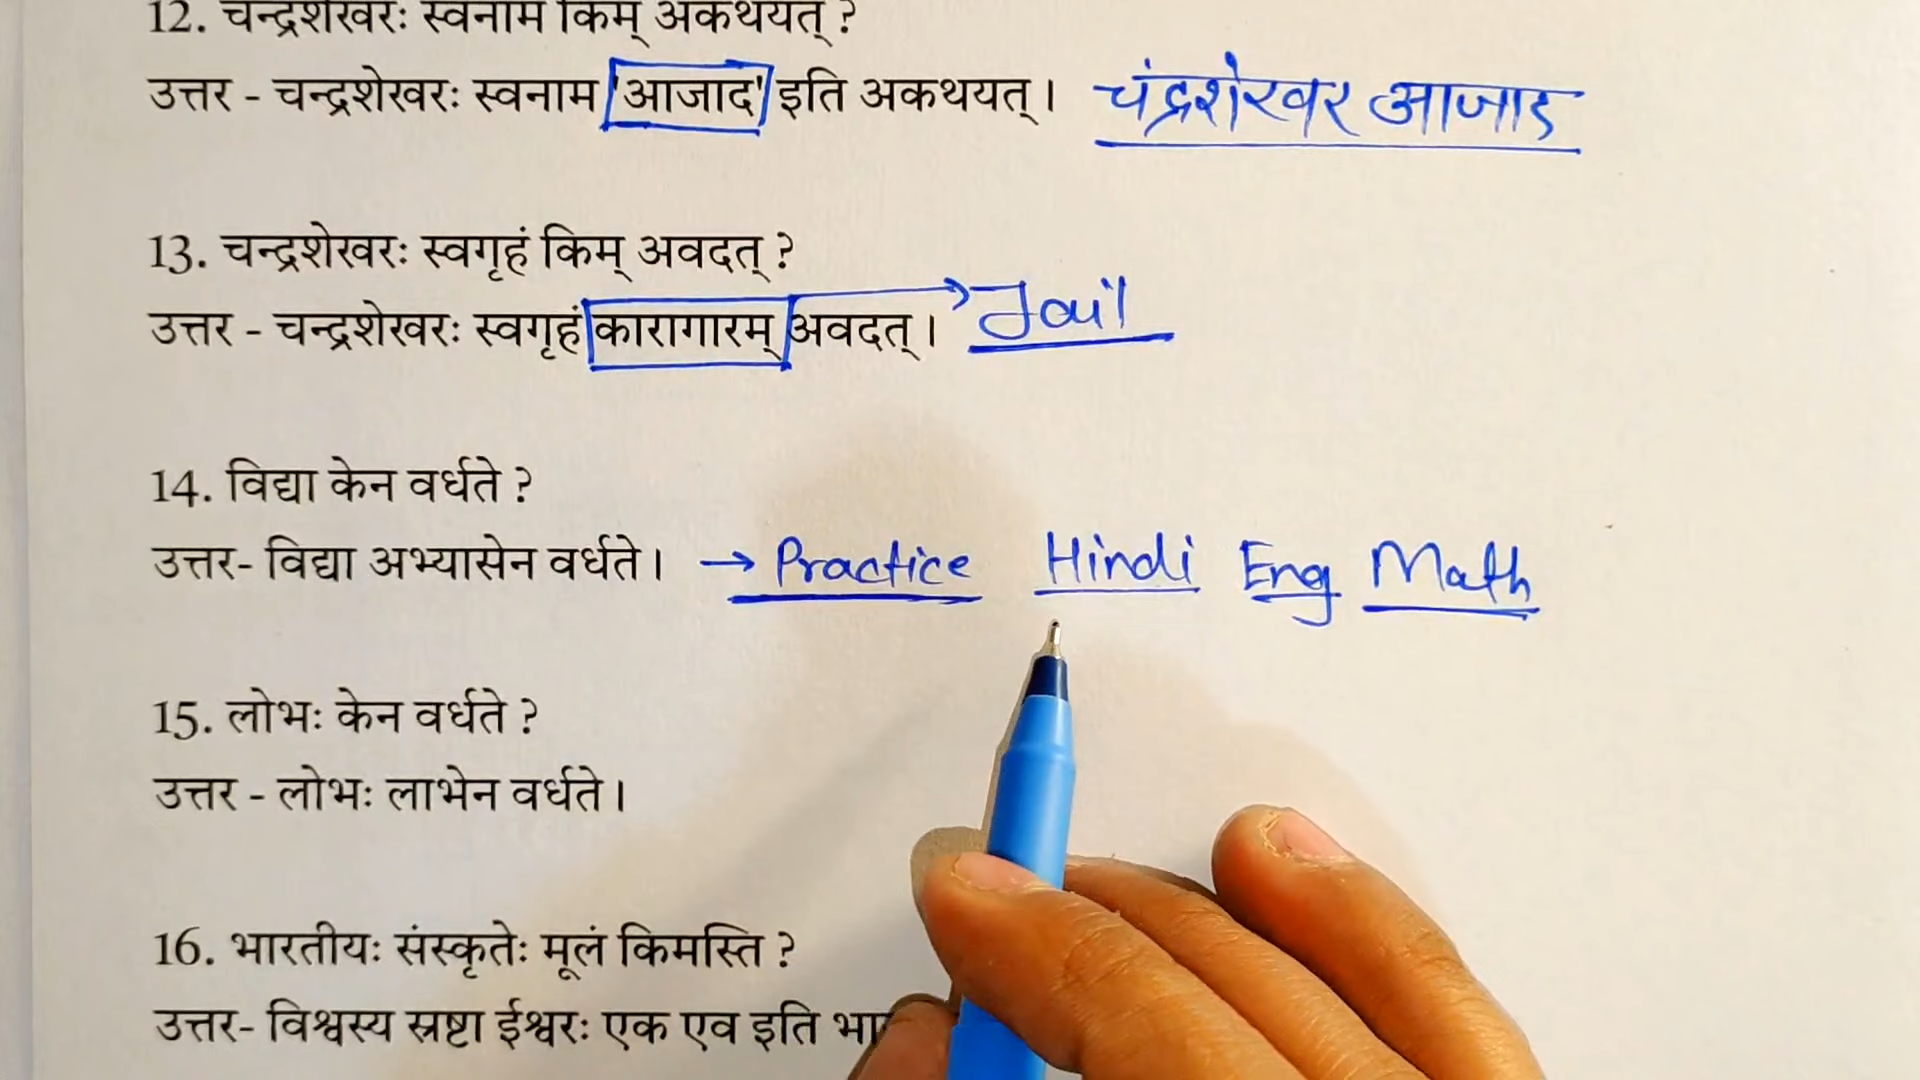 12. चन्द्रशेखरः स्वनाम किम् अकथयत् ?
उत्तर - चन्द्रशेखरः स्वनाम 'आजाद' इति अकथयत्। चंद्रशेखर आजाद
13. चन्द्रशेखरः स्वगृहं किम् अवदत् ?
उत्तर - चन्द्रशेखरः स्वगृहं कारागारम् अवदत्। → Jail
14. विद्या केन वर्धते ?
उत्तर- विद्या अभ्यासेन वर्धते। → Practice Hindi Eng Math
15. लोभः केन वर्धते ?
उत्तर - लोभः लाभेन वर्धते।
16. भारतीयः संस्कृतेः मूलं किमस्ति ?
उत्तर- विश्वस्य स्रष्टा ईश्वरः एक एव इति